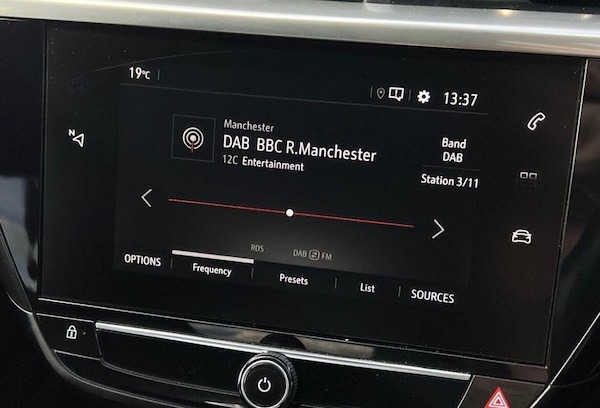 19°C
13:37
N
Manchester
DAB BBC R.Manchester
12C Entertainment
Band
DAB
Station 3/11
RDS
DAB FM
OPTIONS
Frequency
Presets
List
SOURCES